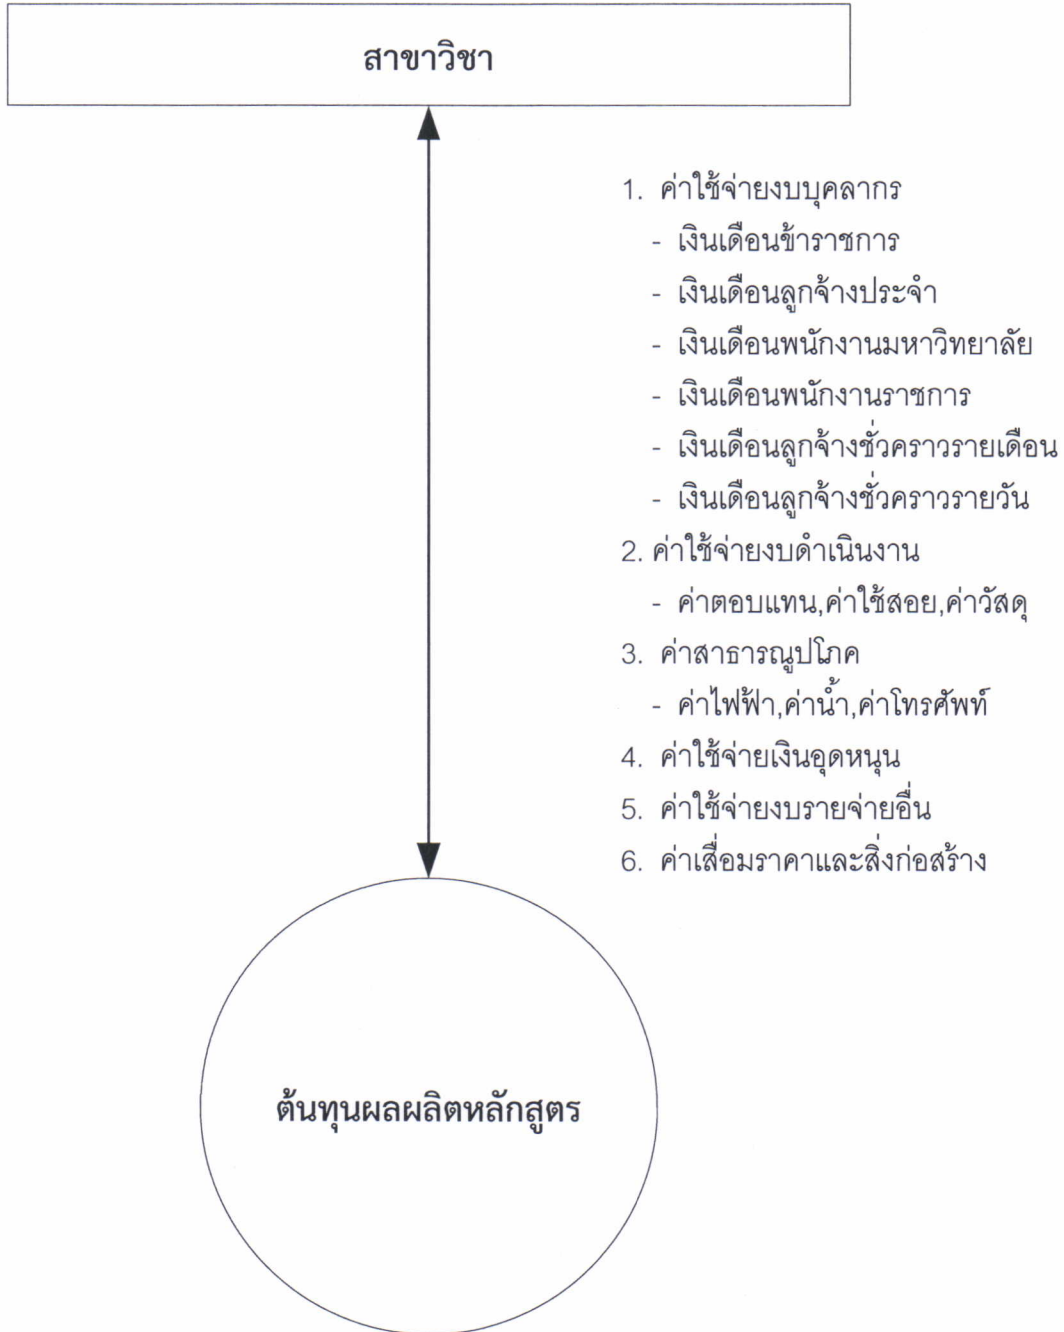 สาขาวิชา
1. ค่าใช้จ่ายงบบุคลากร
- เงินเดือนข้าราชการ
- เงินเดือนลูกจ้างประจำ
- เงินเดือนพนักงานมหาวิทยาลัย
- เงินเดือนพนักงานราชการ
- เงินเดือนลูกจ้างชั่วคราวรายเดือน
- เงินเดือนลูกจ้างชั่วคราวรายวัน
2. ค่าใช้จ่ายงบดำเนินงาน
- ค่าตอบแทน,ค่าใช้สอย,ค่าวัสดุ
3. ค่าสาธารณูปโภค
- ค่าไฟฟ้า,ค่าน้ำ,ค่าโทรศัพท์
4. ค่าใช้จ่ายเงินอุดหนุน
5. ค่าใช้จ่ายงบรายจ่ายอื่น
6. ค่าเสื่อมราคาและสิ่งก่อสร้าง
ต้นทุนผลผลิตหลักสูตร